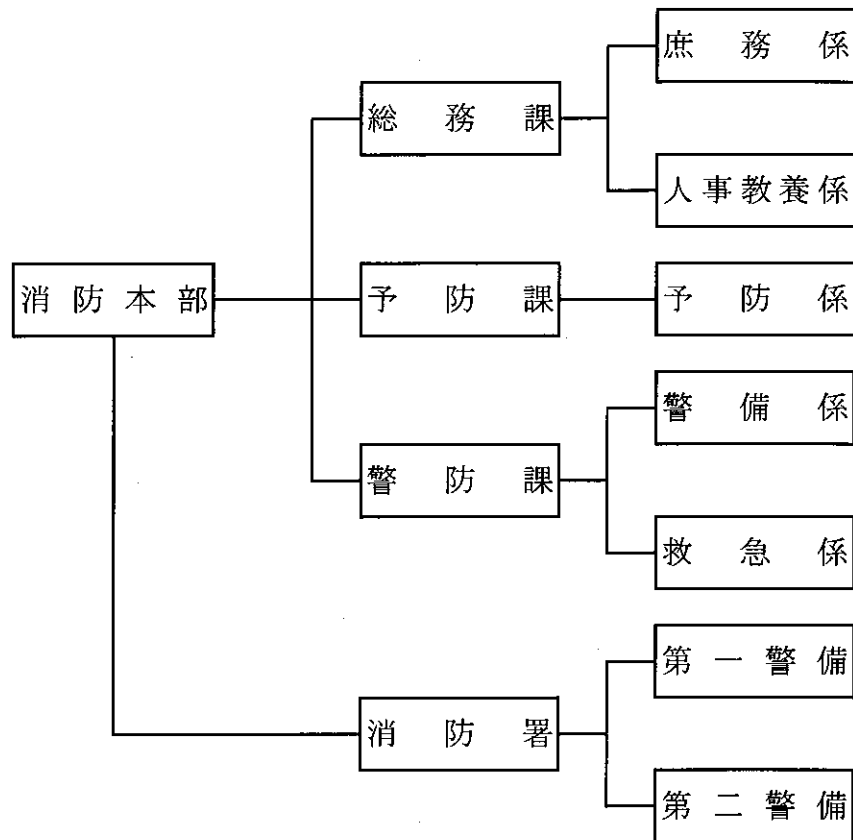 庶務係
総務課
人事教養係
消防本部
予防課
予防係
警備係
警防課
救急係
第一警備
消防署
第二警備